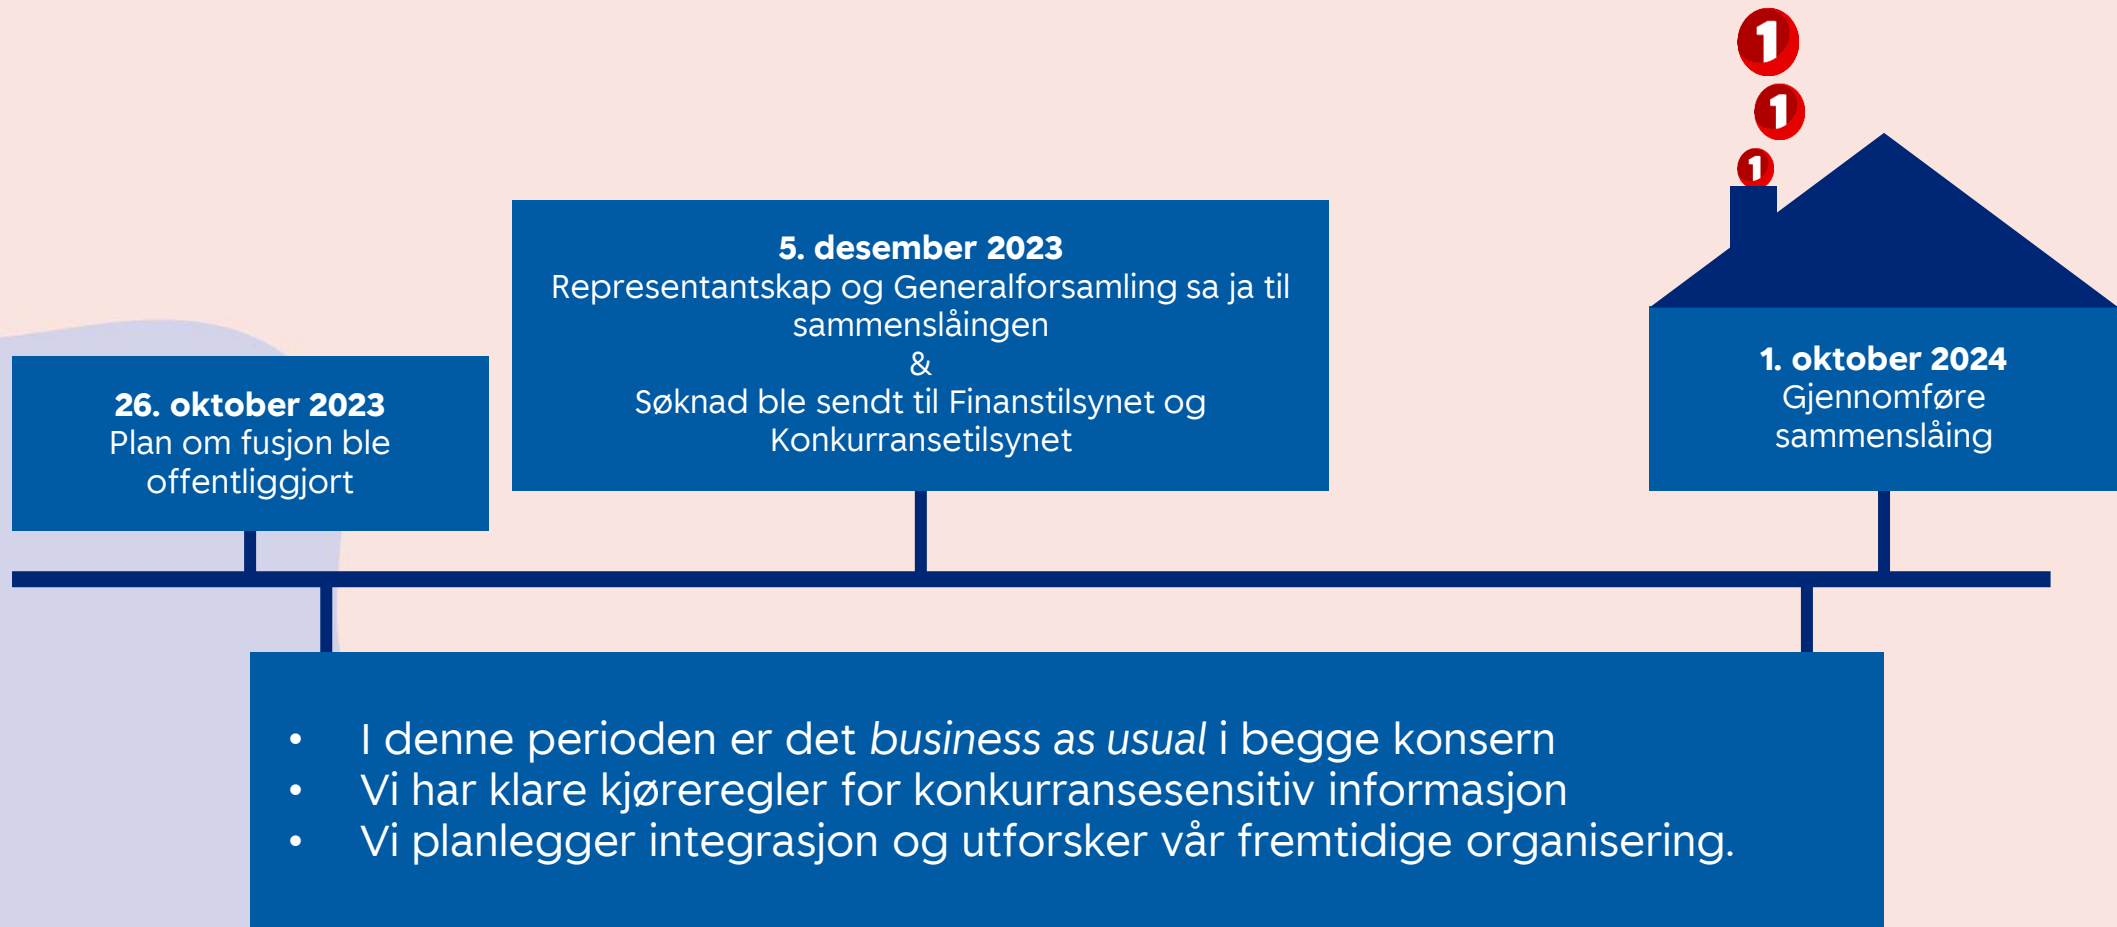 1
1
1
26. oktober 2023
Plan om fusjon ble
offentliggjort
5. desember 2023
Representantskap og Generalforsamling sa ja til
sammenslåingen
&
Søknad ble sendt til Finanstilsynet og
Konkurransetilsynet
1. oktober 2024
Gjennomføre
sammenslåing
• I denne perioden er det business as usual i begge konsern
• Vi har klare kjøreregler for konkurransesensitiv informasjon
• Vi planlegger integrasjon og utforsker vår fremtidige organisering.